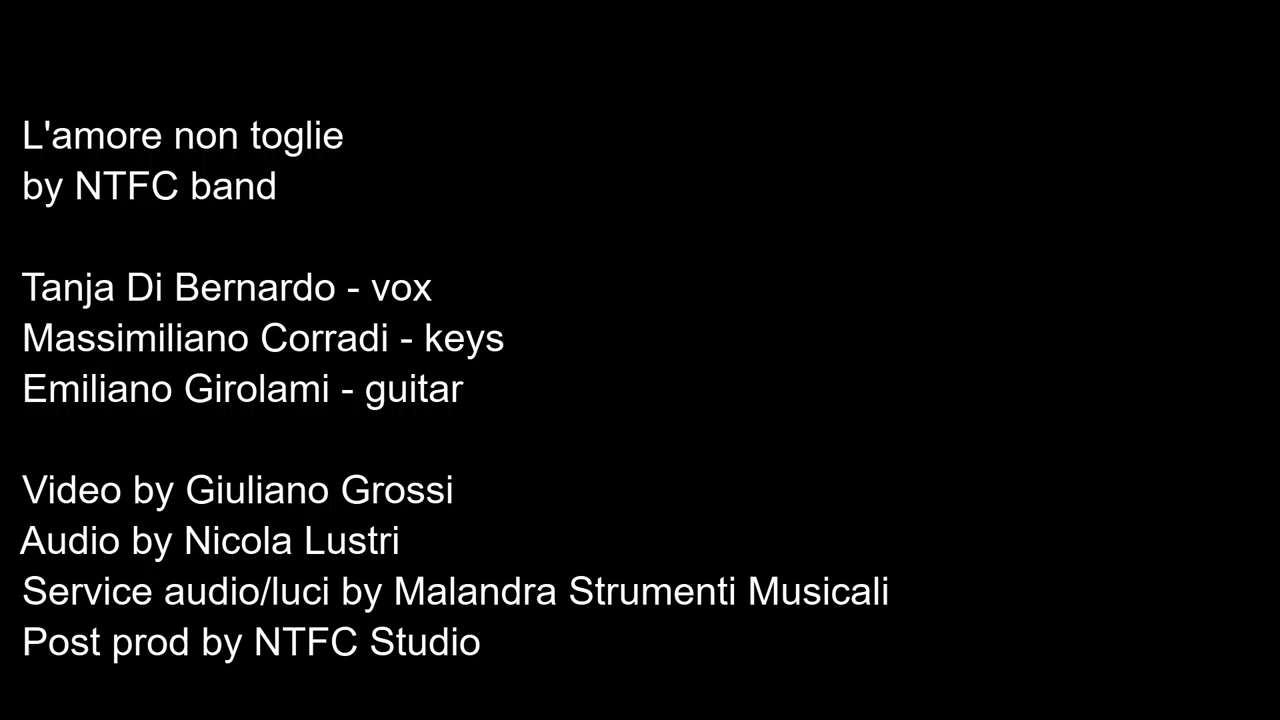 L'amore non toglie
by NTFC band
Tanja Di Bernardo - vox
Massimiliano Corradi - keys
Emiliano Girolami - guitar
Video by Giuliano Grossi
Audio by Nicola Lustri
Service audio/luci by Malandra Strumenti Musicali
Post prod by NTFC Studio